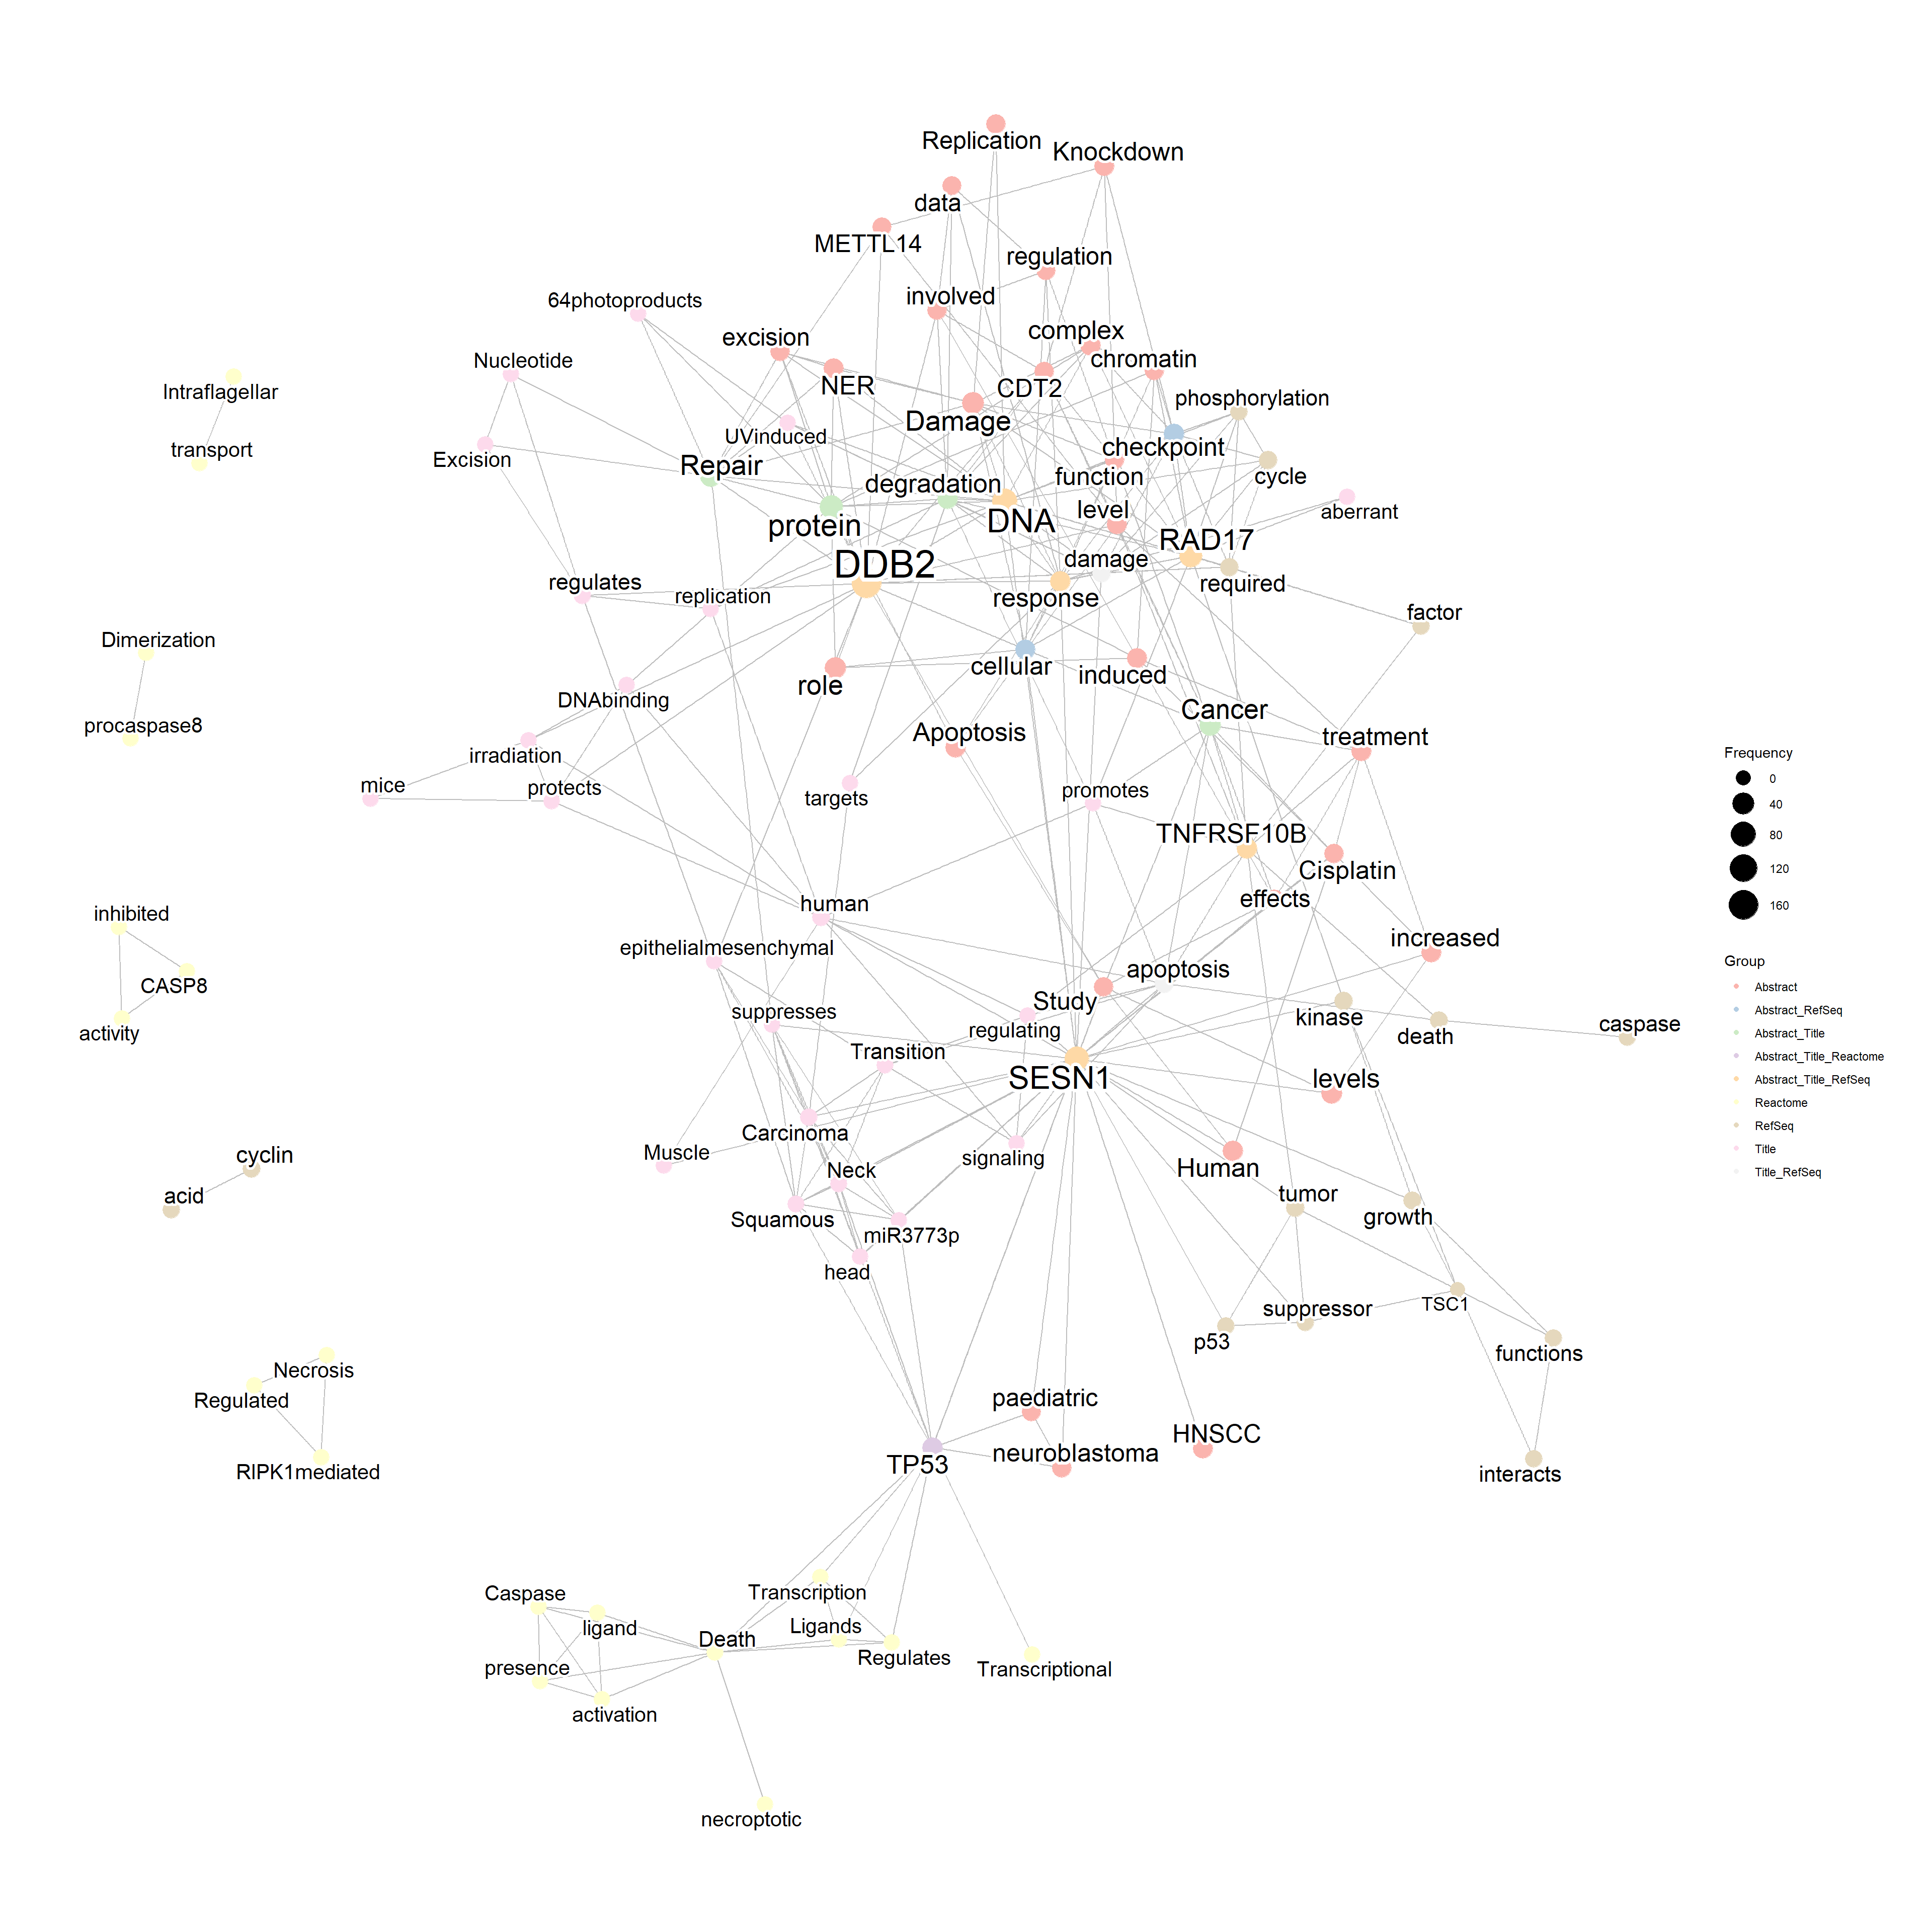 Replication
Knockdown
data
METTL14
regulation
64photoproducts
involved
excision
complex
Nucleotide
chromatin
NER
CDT2
Intraflagellar
phosphorylation
Damage
UVinduced
checkpoint
transport
Excision
Repair
function
cycle
degradation
level
aberrant
protein
DNA
RAD17
DDB2
damage
regulates
replication
response
required
factor
Dimerization
cellular
induced
role
DNAbinding
Cancer
procaspase8
Apoptosis
treatment
irradiation
mice
protects
targets
promotes
TNFRSF10B
Cisplatin
inhibited
human
effects
epithelialmesenchymal
increased
CASP8
apoptosis
Study
suppresses
kinase
activity
regulating
death
caspase
Transition
SESN1
levels
Carcinoma
cyclin
Muscle
Neck
signaling
Human
acid
tumor
Squamous
miR3773p
growth
head
TSC1
suppressor
p53
functions
Necrosis
Regulated
paediatric
HNSCC
neuroblastoma
TP53
RIPK1mediated
interacts
Caspase
Transcription
ligand
Ligands
Death
Regulates
presence
Transcriptional
activation
necroptotic
Frequency
0
40
80
120
160
Group
Abstract
Abstract_RefSeq
Abstract_Title
Abstract_Title_Reactome
Abstract_Title_RefSeq
Reactome
RefSeq
Title
Title_RefSeq